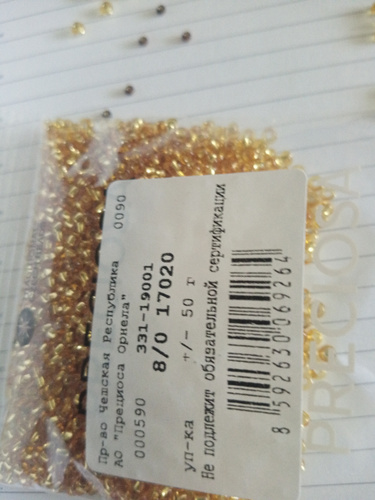 Пр-во Чешская Республика
АО "Прециоса Орнела" 0090
000590 331-19001
8/0 17020
уп-ка +/- 50 г
Не подлежит обязательной сертификации
8 592630 069264
PRECIOSA